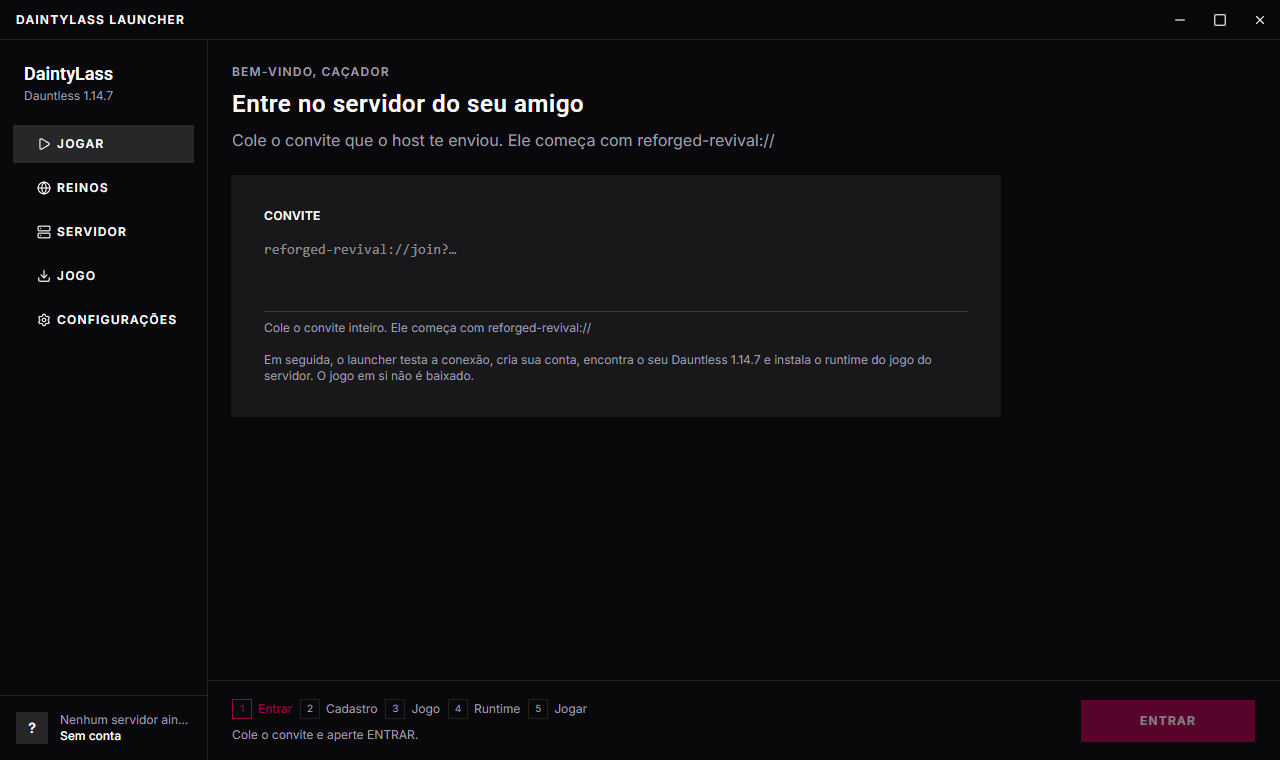 DAINTYLASS LAUNCHER
DaintyLass
Dauntless 1.14.7
JOGAR
REINOS
SERVIDOR
JOGO
CONFIGURAÇÕES
?
Nenhum servidor ain...
Sem conta
BEM-VINDO, CAÇADOR
Entre no servidor do seu amigo
Cole o convite que o host te enviou. Ele começa com reforged-revival://
CONVITE
reforged-revival://join?…
Cole o convite inteiro. Ele começa com reforged-revival://
Em seguida, o launcher testa a conexão, cria sua conta, encontra o seu Dauntless 1.14.7 e instala o runtime do jogo do
servidor. O jogo em si não é baixado.
1 Entrar 2 Cadastro 3 Jogo 4 Runtime 5 Jogar
Cole o convite e aperte ENTRAR.
ENTRAR